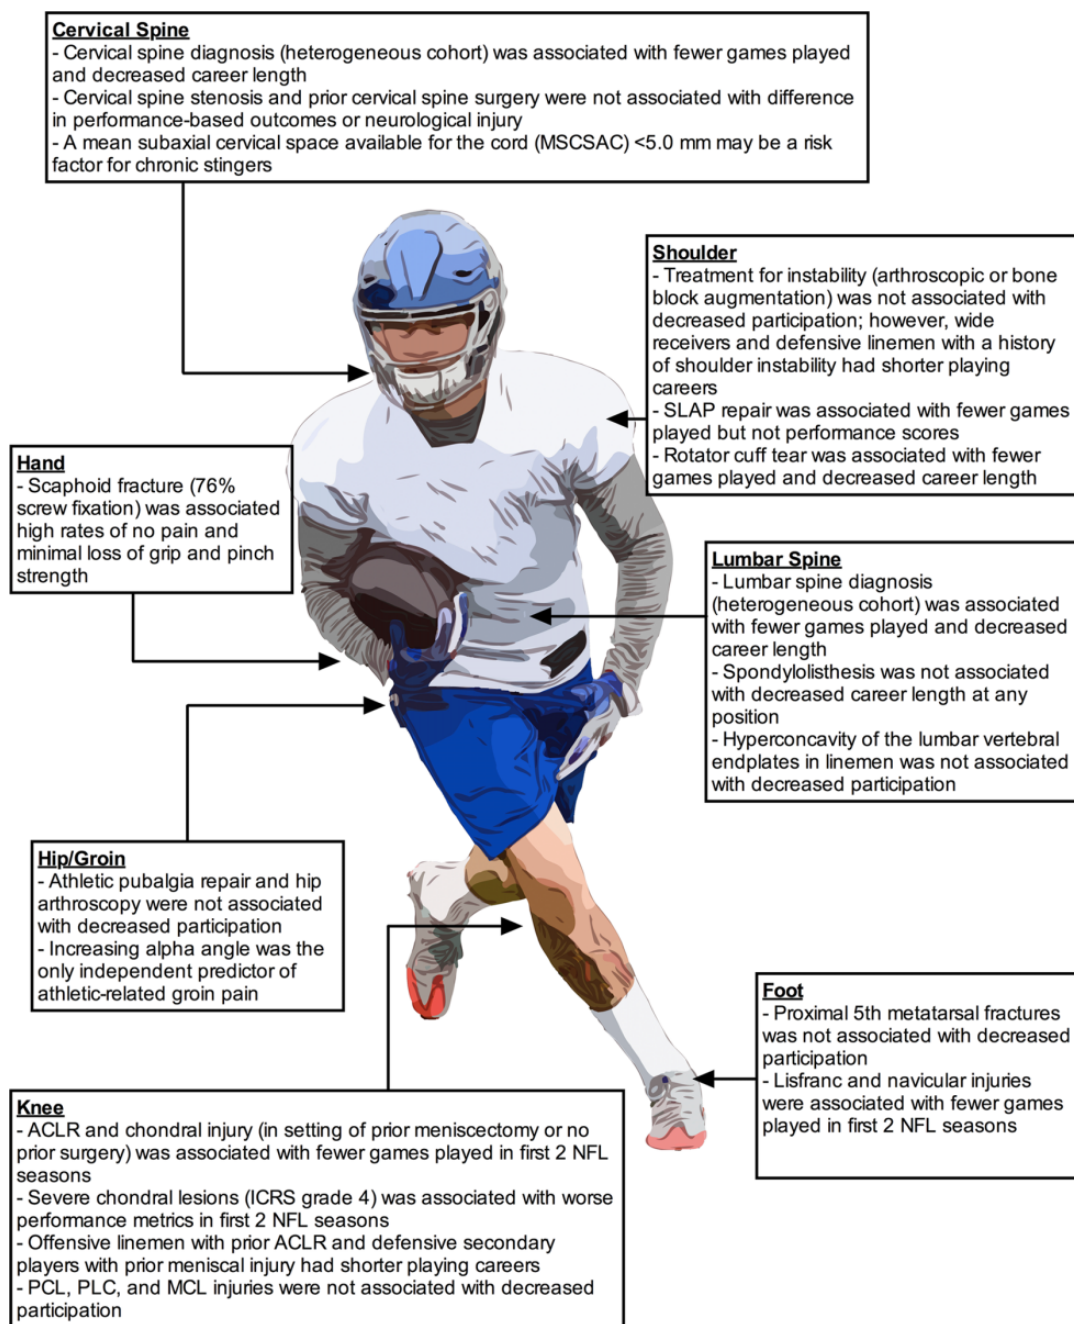 Cervical Spine
- Cervical spine diagnosis (heterogeneous cohort) was associated with fewer games played
and decreased career length
- Cervical spine stenosis and prior cervical spine surgery were not associated with difference
in performance-based outcomes or neurological injury
- A mean subaxial cervical space available for the cord (MSCSAC) <5.0 mm may be a risk
factor for chronic stingers
Shoulder
- Treatment for instability (arthroscopic or bone
block augmentation) was not associated with
decreased participation; however, wide
receivers and defensive linemen with a history
of shoulder instability had shorter playing
careers
- SLAP repair was associated with fewer games
played but not performance scores
- Rotator cuff tear was associated with fewer
games played and decreased career length
Hand
- Scaphoid fracture (76%
screw fixation) was associated
high rates of no pain and
minimal loss of grip and pinch
strength
Lumbar Spine
- Lumbar spine diagnosis
(heterogeneous cohort) was associated
with fewer games played and decreased
career length
- Spondylolisthesis was not associated
with decreased career length at any
position
- Hyperconcavity of the lumbar vertebral
endplates in linemen was not associated
with decreased participation
Hip/Groin
- Athletic pubalgia repair and hip
arthroscopy were not associated
with decreased participation
- Increasing alpha angle was the
only independent predictor of
athletic-related groin pain
Foot
- Proximal 5th metatarsal fractures
was not associated with decreased
participation
- Lisfranc and navicular injuries
were associated with fewer games
played in first 2 NFL seasons
Knee
- ACLR and chondral injury (in setting of prior meniscectomy or no
prior surgery) was associated with fewer games played in first 2 NFL
seasons
- Severe chondral lesions (ICRS grade 4) was associated with worse
performance metrics in first 2 NFL seasons
- Offensive linemen with prior ACLR and defensive secondary
players with prior meniscal injury had shorter playing careers
- PCL, PLC, and MCL injuries were not associated with decreased
participation